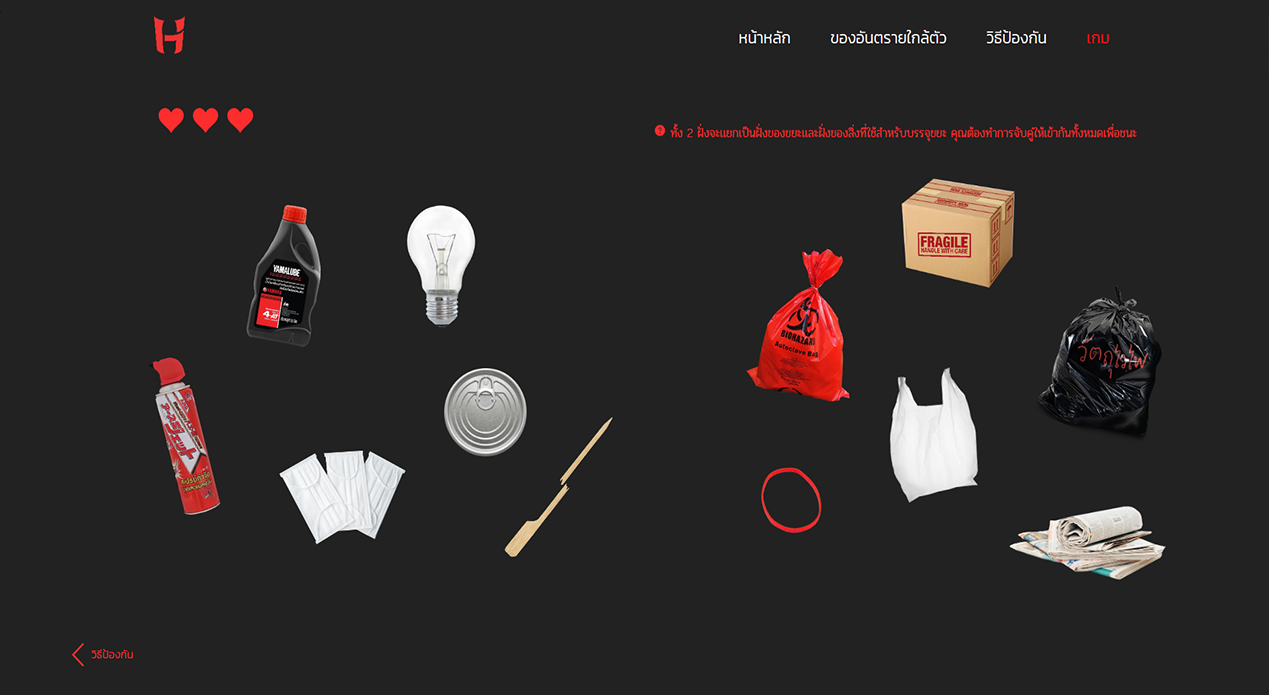 หน้าหลัก
ของอันตรายใกล้ตัว
วิธีป้องกัน
เกม
ทั้ง 2 ฝั่งจะแยกเป็นฝั่งของขยะและฝั่งของสิ่งที่ใช้สำหรับบรรจุขยะ คุณต้องทำการจับคู่ให้เข้ากันทั้งหมดเพื่อชนะ
FRAGILE
HANDLE WITH CARE
YAMALUBE
4-AT
BIOHAZARD
Autoclave Bag
วัตถุไวไฟ
วิธีป้องกัน